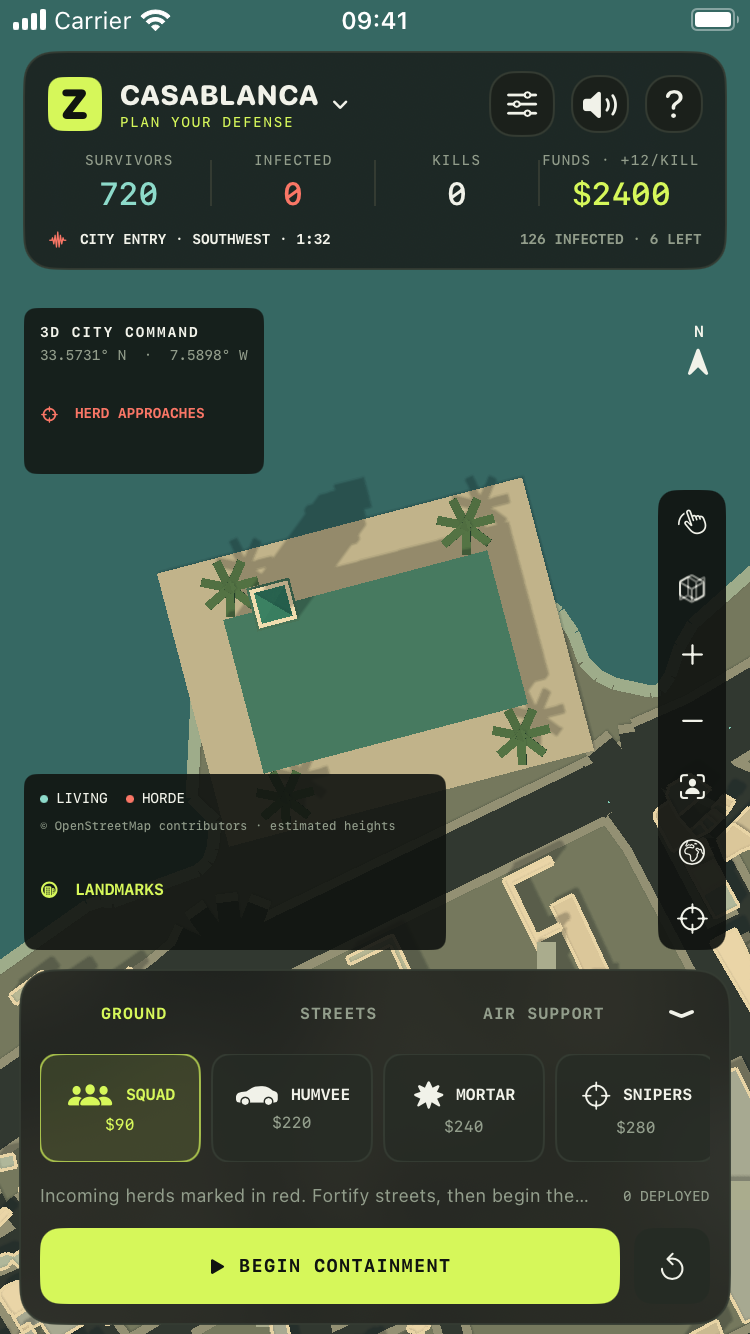 Carrier 09:41
Z CASABLANCA
PLAN YOUR DEFENSE
?
SURVIVORS INFECTED KILLS FUNDS · +12/KILL
720 0 0 $2400
CITY ENTRY · SOUTHWEST · 1:32 126 INFECTED · 6 LEFT
3D CITY COMMAND
33.5731° N · 7.5898° W
HERD APPROACHES
N
LIVING HORDE
© OpenStreetMap contributors · estimated heights
LANDMARKS
GROUND STREETS AIR SUPPORT
SQUAD HUMVEE MORTAR SNIPERS
$90 $220 $240 $280
Incoming herds marked in red. Fortify streets, then begin the… 0 DEPLOYED
BEGIN CONTAINMENT